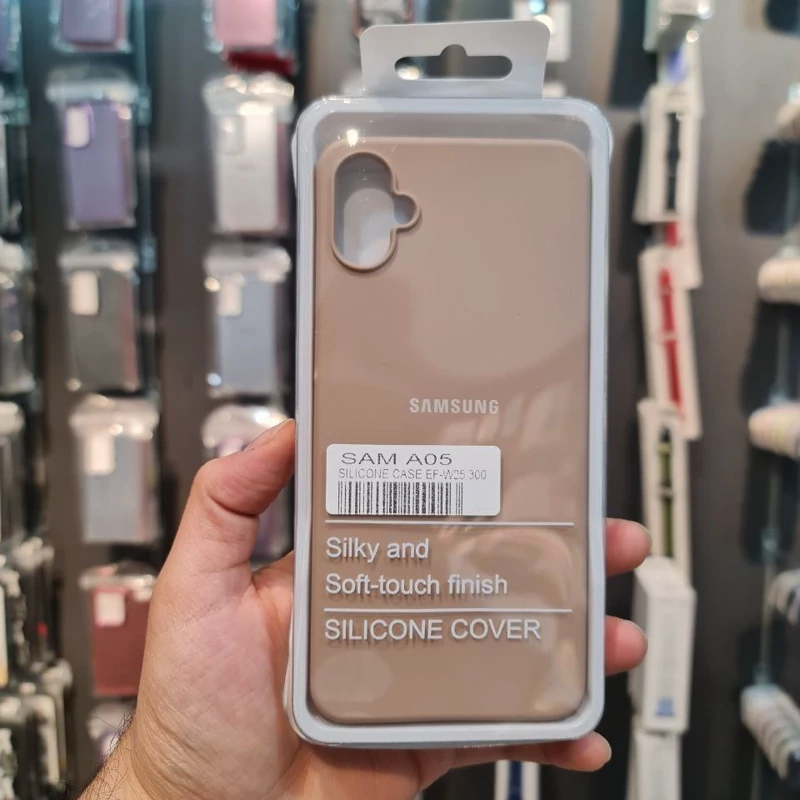 SAMSUNG
SAM A05
SILICONE CASE EF-W25 300
Silky and
Soft-touch finish
SILICONE COVER